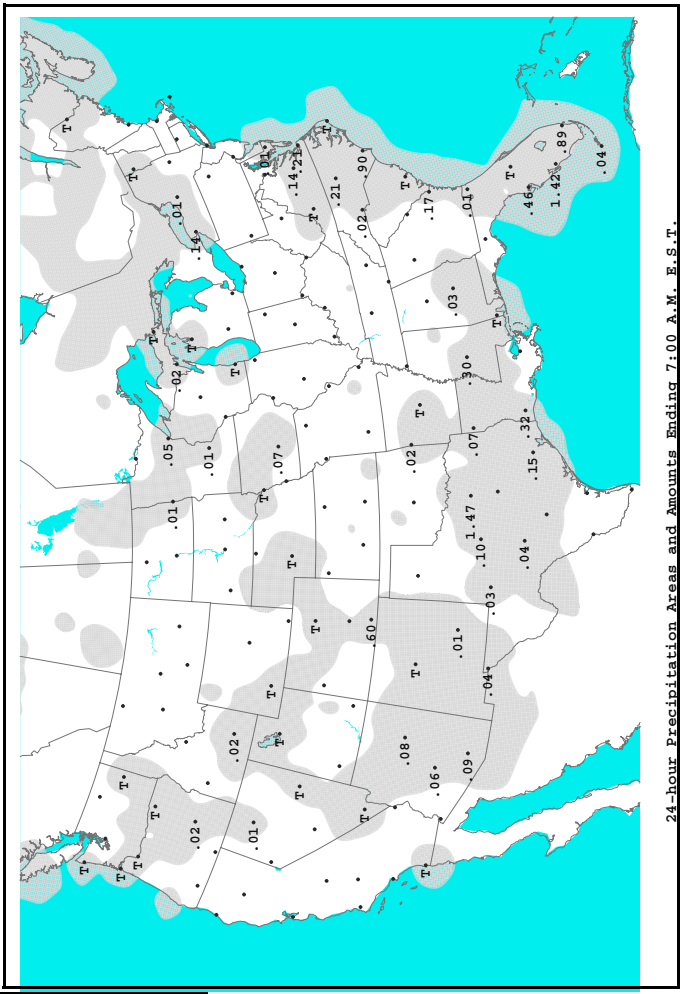 T
T
T
T
T
T
T
T
.05
.01
.02
.01
T
.02
.14
.01
.02
T
.01
T
.01
T
.07
T
T
.14
.21
T
T
T
T
.21
.02
.90
T
.60
T
.08
.02
T
T
T
.17
.06
.03
.01
.09
.30
.01
1.47
.07
.10
.04
.03
T
T
.04
.32
.46
.15
1.42
.89
.04
24-hour Precipitation Areas and Amounts Ending 7:00 A.M. E.S.T.